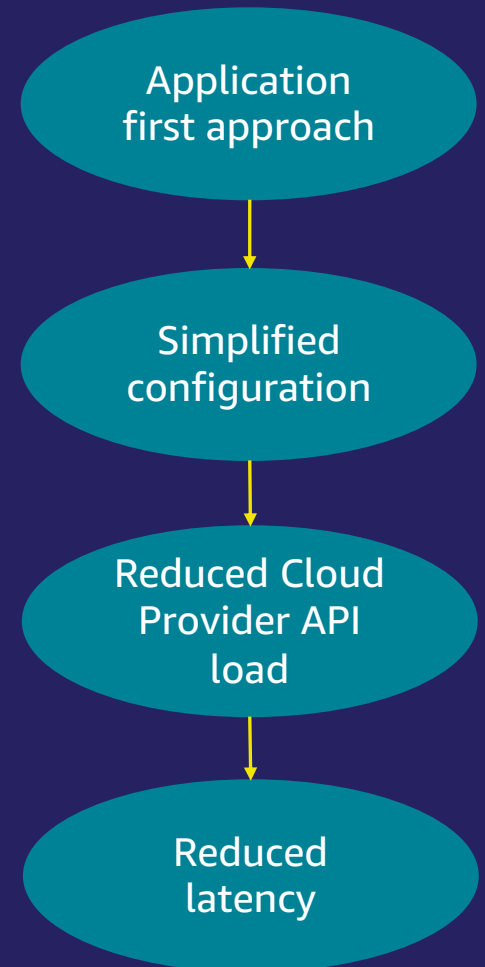 Application
first approach
Simplified
configuration
Reduced Cloud
Provider API
load
Reduced
latency